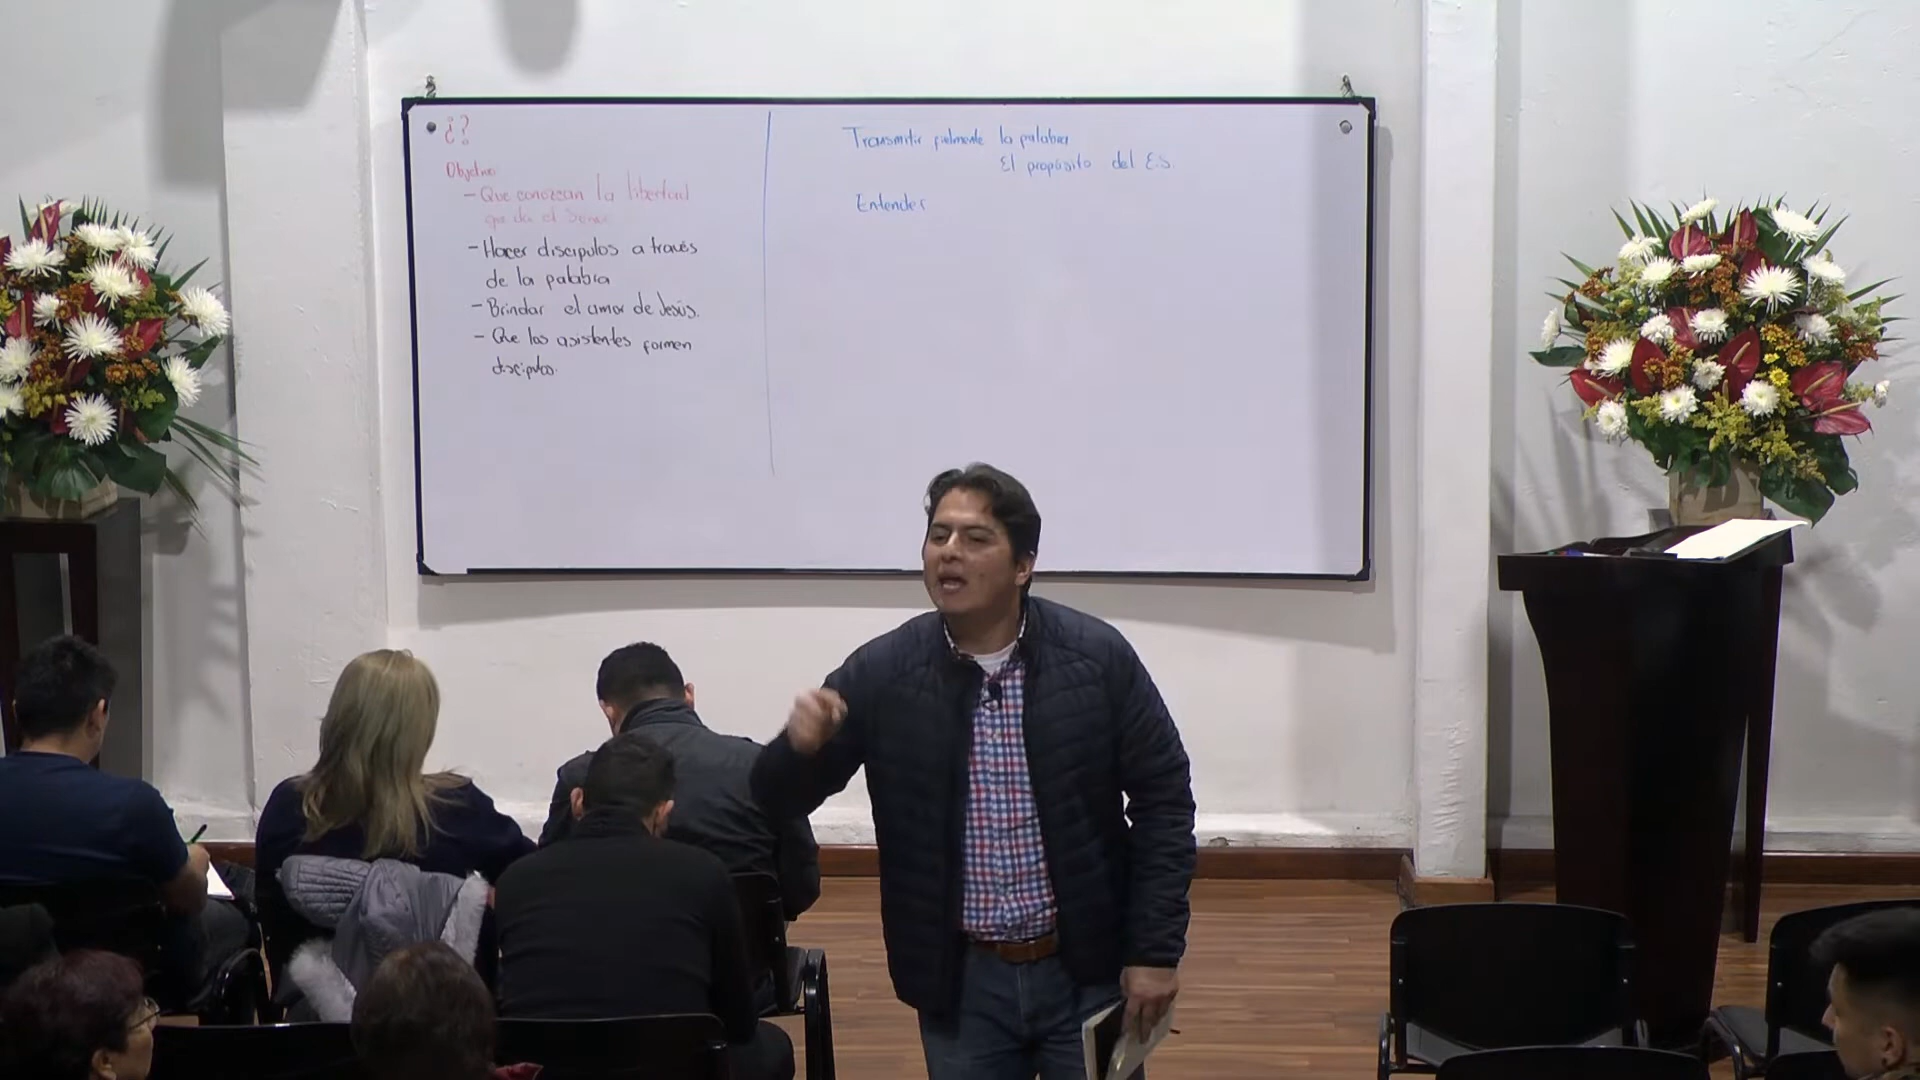 ¿?
Objetivo
- Que conozcan la libertad
que da el Señor
- Hacer discipulos a través
de la palabra
- Brindar el amor de Jesús.
- Que los asistentes formen
discipulos.
Transmitir fielmente la palabra
El propósito del E.S.
Entender